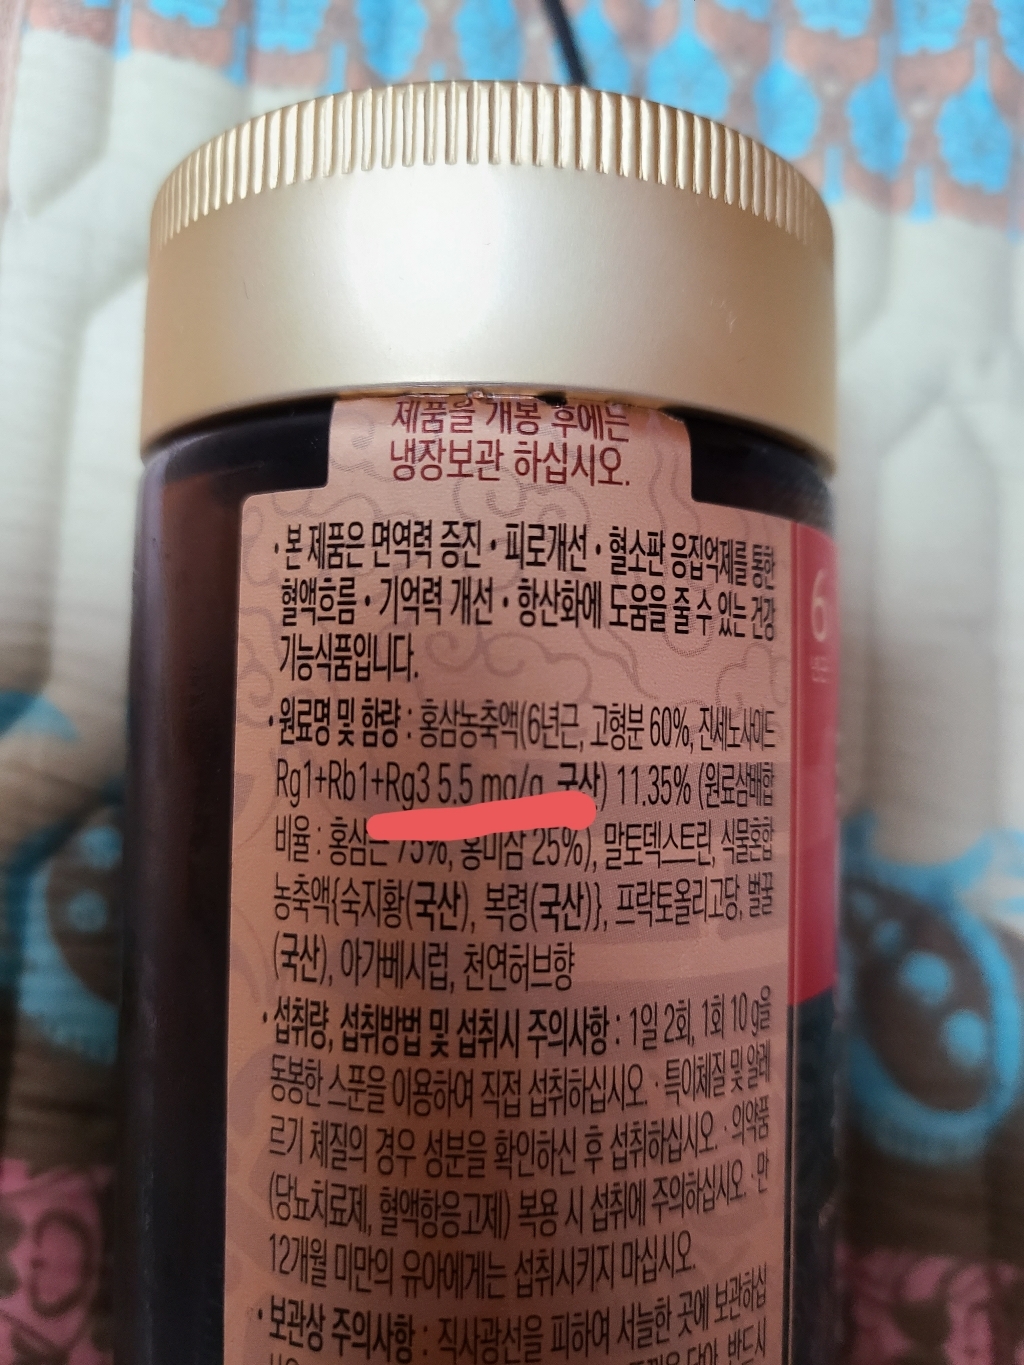 제품을 개봉 후에는
냉장보관 하십시오.
· 본 제품은 면역력 증진 • 피로개선 • 혈소판 응집억제를 통한
혈액흐름 • 기억력 개선 • 항산화에 도움을 줄 수 있는 건강
기능식품입니다.
· 원료명 및 함량 : 홍삼농축액(6년근, 고형분 60%, 진세노사이드
Rg1+Rb1+Rg3 5.5 mg/g, 국산) 11.35% (원료삼배합
비율 : 홍삼근 75%, 홍미삼 25%), 말토덱스트린, 식물혼합
농축액{숙지황(국산), 복령(국산)}, 프락토올리고당, 벌꿀
(국산), 아가베시럽, 천연허브향
· 섭취량, 섭취방법 및 섭취시 주의사항 : 1일 2회, 1회 10 g을
동봉한 스푼을 이용하여 직접 섭취하십시오. · 특이체질 및 알레
르기 체질의 경우 성분을 확인하신 후 섭취하십시오. · 의약품
(당뇨치료제, 혈액항응고제) 복용 시 섭취에 주의하십시오. · 만
12개월 미만의 유아에게는 섭취시키지 마십시오.
· 보관상 주의사항 : 직사광선을 피하여 서늘한 곳에 보관하십
6